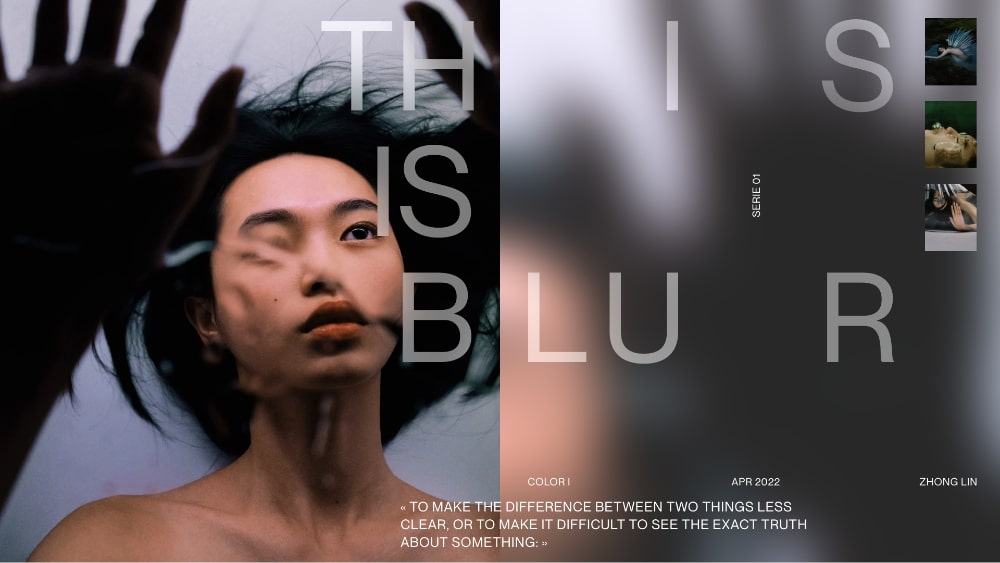 TH I S
IS
BLUR
SERIE 01
COLOR I
APR 2022
ZHONG LIN
« TO MAKE THE DIFFERENCE BETWEEN TWO THINGS LESS
CLEAR, OR TO MAKE IT DIFFICULT TO SEE THE EXACT TRUTH
ABOUT SOMETHING: »